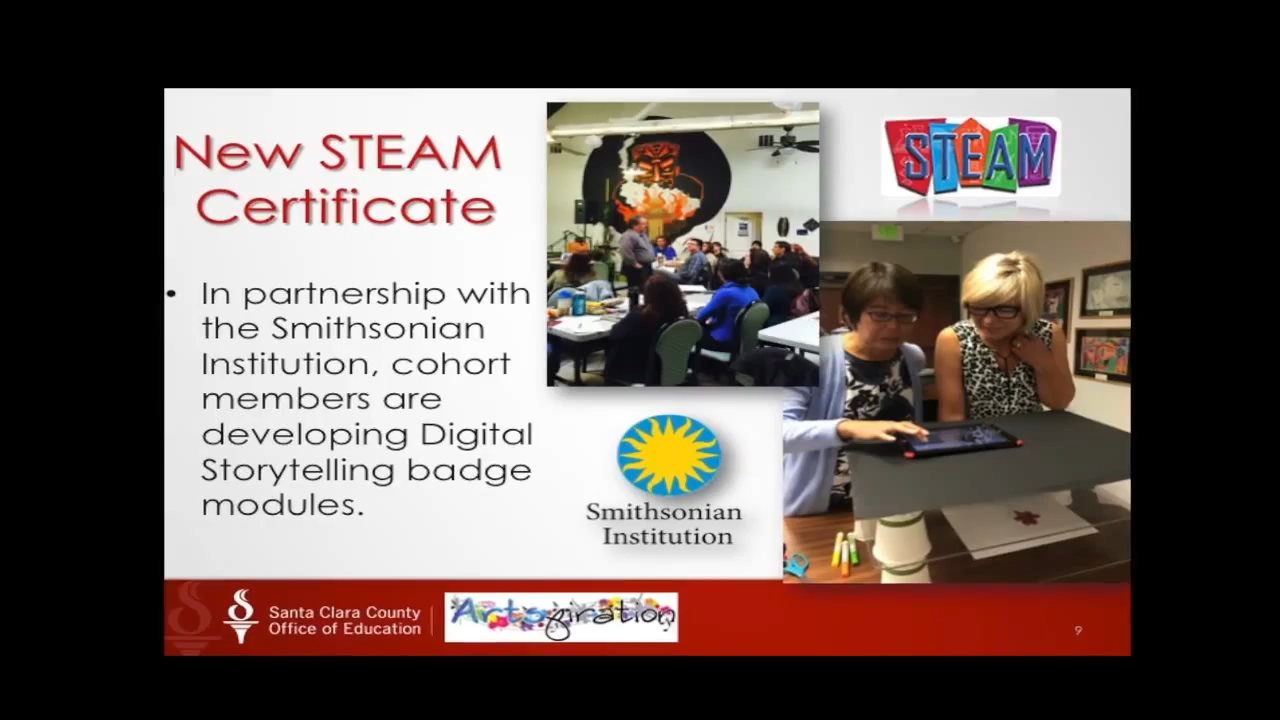 New STEAM
Certificate
• In partnership with
the Smithsonian
Institution, cohort
members are
developing Digital
Storytelling badge
modules.
STEAM
Smithsonian
Institution
Santa Clara County
Office of Education
Artspiration
9